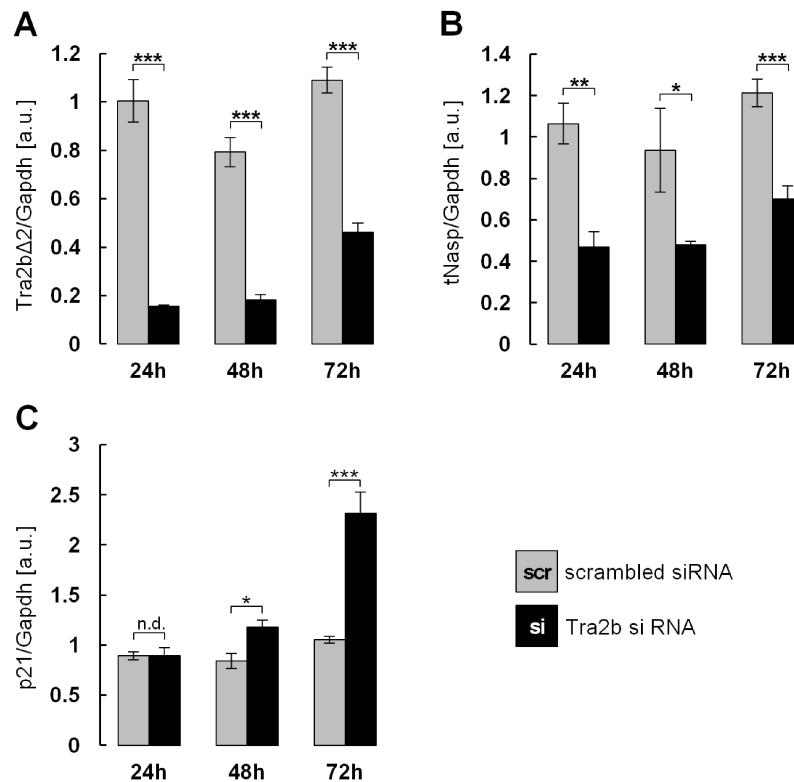 A
Tra2bΔ2/Gapdh [a.u.]
1.2
1
0.8
0.6
0.4
0.2
0
***
***
***
24h 48h 72h
B
tNasp/Gapdh [a.u.]
1.4
1.2
1
0.8
0.6
0.4
0.2
0
**
*
***
24h 48h 72h
C
p21/Gapdh [a.u.]
3
2.5
2
1.5
1
0.5
0
n.d.
*
***
24h 48h 72h
scr scrambled siRNA
si Tra2b si RNA